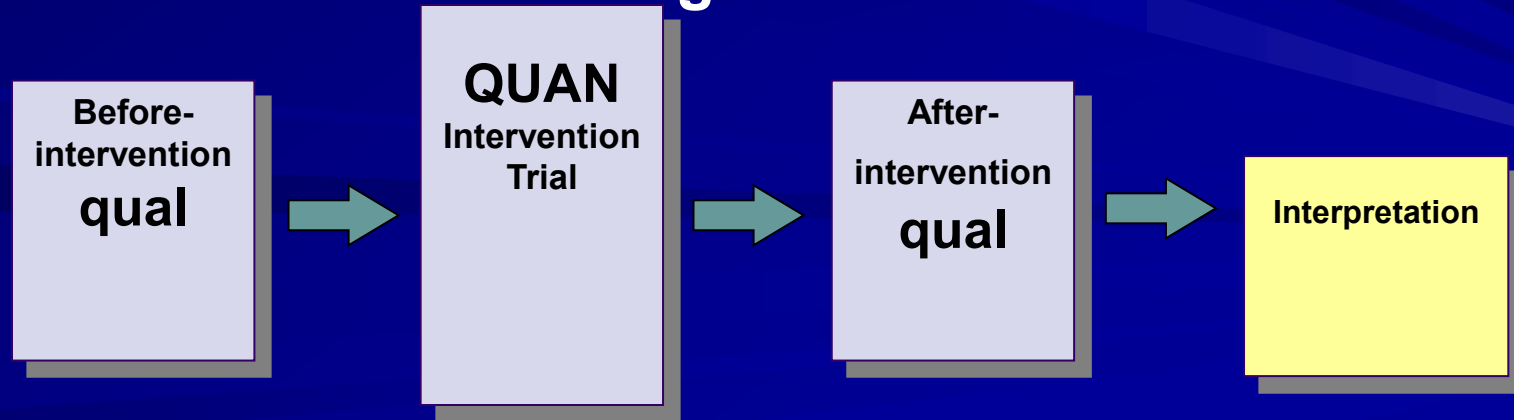 Before-
intervention
qual
QUAN
Intervention
Trial
After-
intervention
qual
Interpretation